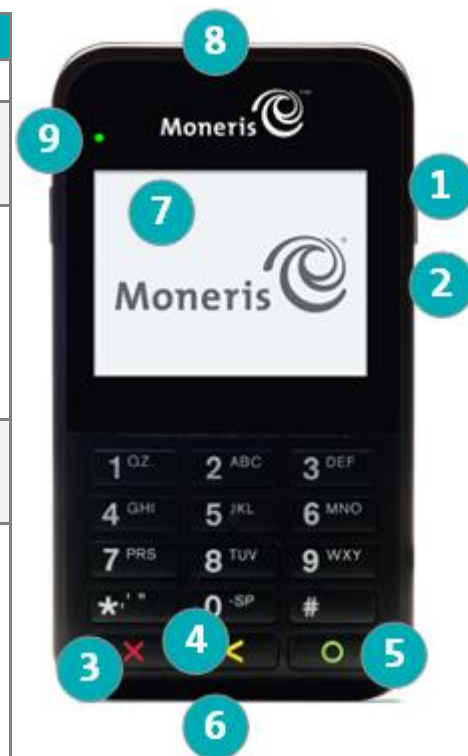 8
Moneris™
9
7
1
Moneris®
2
1 QZ. 2 ABC 3 DEF
4 GHI 5 JKL 6 MNO
7 PRS 8 TUV 9 WXY
*,' " 0 -SP #
3 4 5
6